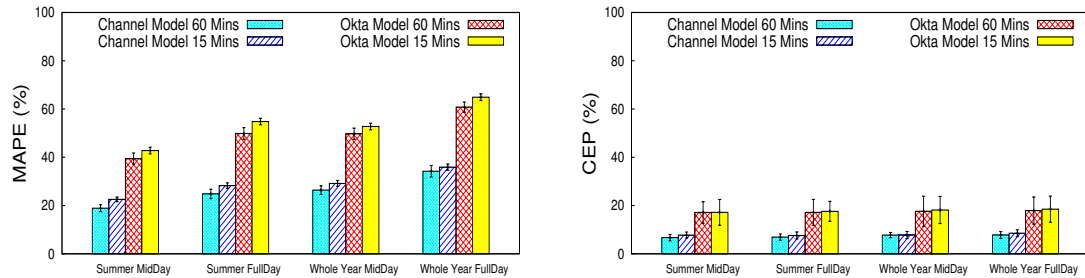 MAPE (%)
100
80
60
40
20
0
Channel Model 60 Mins
Channel Model 15 Mins
Okta Model 60 Mins
Okta Model 15 Mins
Summer MidDay
Summer FullDay
Whole Year MidDay
Whole Year FullDay
CEP (%)
100
80
60
40
20
0
Channel Model 60 Mins
Channel Model 15 Mins
Okta Model 60 Mins
Okta Model 15 Mins
Summer MidDay
Summer FullDay
Whole Year MidDay
Whole Year FullDay